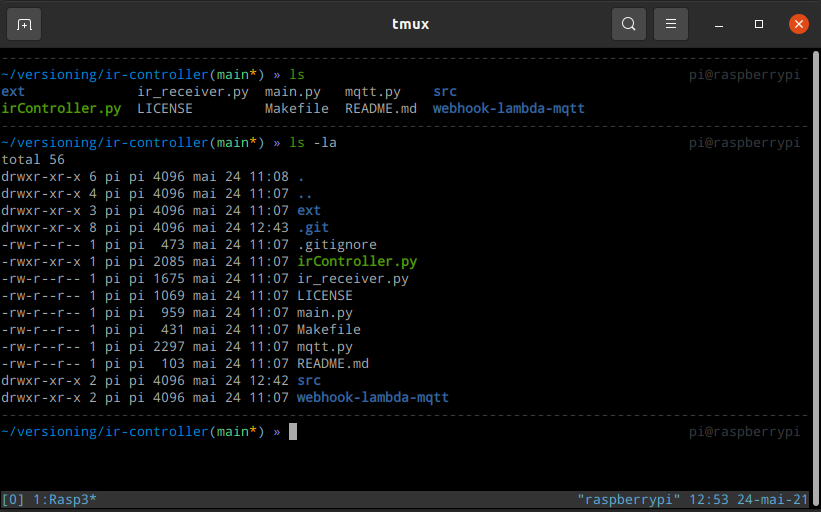 tmux
~/versioning/ir-controller(main*) » ls pi@raspberrypi
ext ir_receiver.py main.py mqtt.py src
irController.py LICENSE Makefile README.md webhook-lambda-mqtt
~/versioning/ir-controller(main*) » ls -la pi@raspberrypi
total 56
drwxr-xr-x 6 pi pi 4096 mai 24 11:08 .
drwxr-xr-x 4 pi pi 4096 mai 24 11:07 ..
drwxr-xr-x 3 pi pi 4096 mai 24 11:07 ext
drwxr-xr-x 8 pi pi 4096 mai 24 12:43 .git
-rw-r--r-- 1 pi pi  473 mai 24 11:07 .gitignore
-rwxr-xr-x 1 pi pi 2085 mai 24 11:07 irController.py
-rw-r--r-- 1 pi pi 1675 mai 24 11:07 ir_receiver.py
-rw-r--r-- 1 pi pi 1069 mai 24 11:07 LICENSE
-rw-r--r-- 1 pi pi  959 mai 24 11:07 main.py
-rw-r--r-- 1 pi pi  431 mai 24 11:07 Makefile
-rw-r--r-- 1 pi pi 2297 mai 24 11:07 mqtt.py
-rw-r--r-- 1 pi pi  103 mai 24 11:07 README.md
drwxr-xr-x 2 pi pi 4096 mai 24 12:42 src
drwxr-xr-x 2 pi pi 4096 mai 24 11:07 webhook-lambda-mqtt
~/versioning/ir-controller(main*) » pi@raspberrypi
[0] 1:Rasp3* "raspberrypi" 12:53 24-mai-21